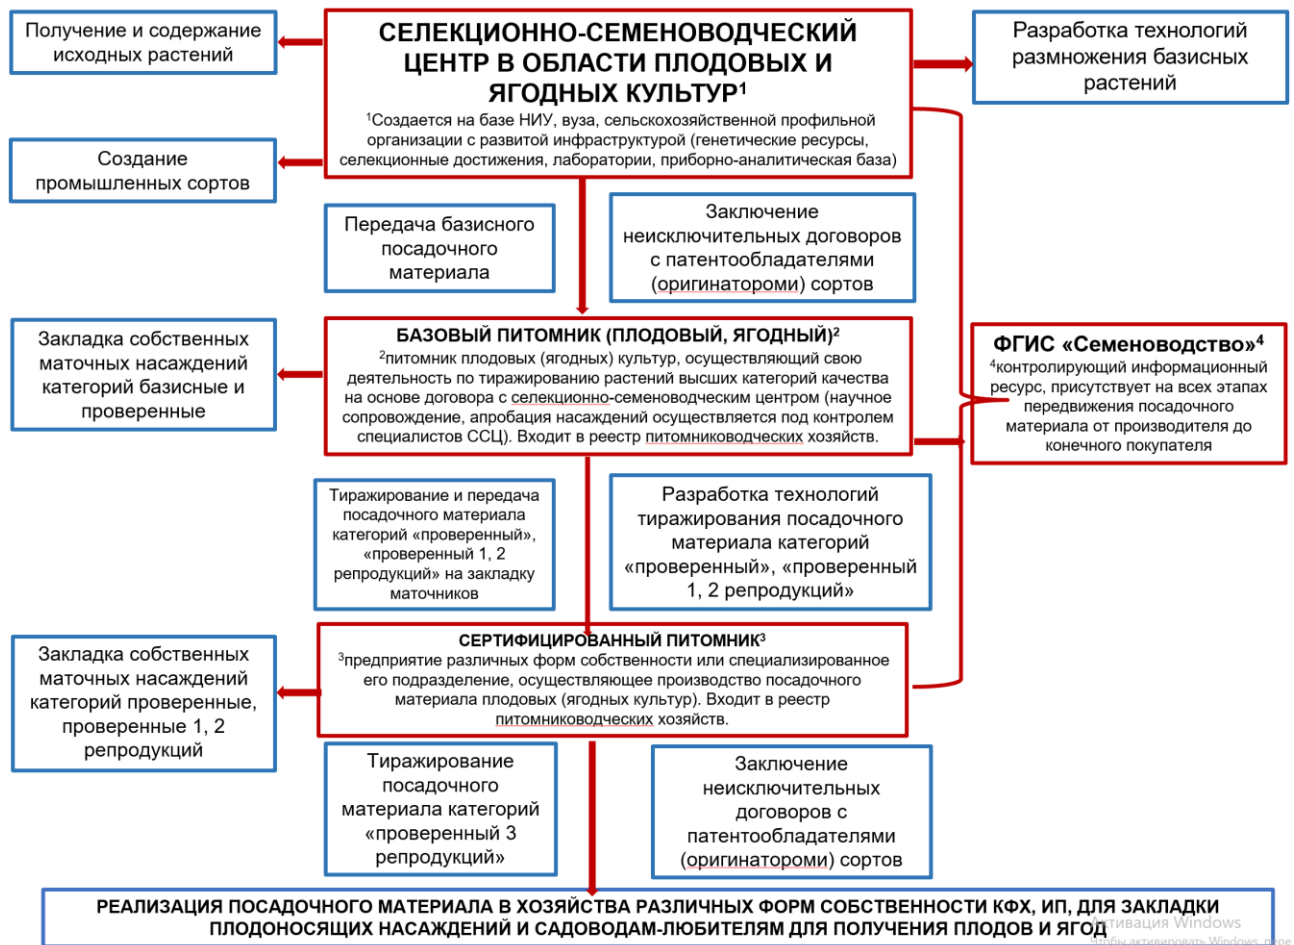 Получение и содержание
исходных растений
СЕЛЕКЦИОННО-СЕМЕНОВОДЧЕСКИЙ
ЦЕНТР В ОБЛАСТИ ПЛОДОВЫХ И
ЯГОДНЫХ КУЛЬТУР¹
¹Создается на базе НИУ, вуза, сельскохозяйственной профильной
организации с развитой инфраструктурой (генетические ресурсы,
селекционные достижения, лаборатории, приборно-аналитическая база)
Разработка технологий
размножения базисных
растений
Создание
промышленных сортов
Передача базисного
посадочного
материала
Заключение
неисключительных договоров
с патентообладателями
(оригинатороми) сортов
Закладка собственных
маточных насаждений
категорий базисные и
проверенные
БАЗОВЫЙ ПИТОМНИК (ПЛОДОВЫЙ, ЯГОДНЫЙ)²
²питомник плодовых (ягодных) культур, осуществляющий свою
деятельность по тиражированию растений высших категорий качества
на основе договора с селекционно-семеноводческим центром (научное
сопровождение, апробация насаждений осуществляется под контролем
специалистов ССЦ). Входит в реестр питомниководческих хозяйств.
ФГИС «Семеноводство»⁴
⁴контролирующий информационный
ресурс, присутствует на всех этапах
передвижения посадочного
материала от производителя до
конечного покупателя
Тиражирование и передача
посадочного материала
категорий «проверенный»,
«проверенный 1, 2
репродукций» на закладку
маточников
Разработка технологий
тиражирования посадочного
материала категорий
«проверенный», «проверенный
1, 2 репродукций»
Закладка собственных
маточных насаждений
категорий проверенные,
проверенные 1, 2
репродукций
СЕРТИФИЦИРОВАННЫЙ ПИТОМНИК³
³предприятие различных форм собственности или специализированное
его подразделение, осуществляющее производство посадочного
материала плодовых (ягодных культур). Входит в реестр
питомниководческих хозяйств.
Тиражирование
посадочного
материала категорий
«проверенный 3
репродукций»
Заключение
неисключительных
договоров с
патентообладателями
(оригинатороми) сортов
РЕАЛИЗАЦИЯ ПОСАДОЧНОГО МАТЕРИАЛА В ХОЗЯЙСТВА РАЗЛИЧНЫХ ФОРМ СОБСТВЕННОСТИ КФХ, ИП, ДЛЯ ЗАКЛАДКИ
ПЛОДОНОСЯЩИХ НАСАЖДЕНИЙ И САДОВОДАМ-ЛЮБИТЕЛЯМ ДЛЯ ПОЛУЧЕНИЯ ПЛОДОВ И ЯГОД
Активация Windows
Чтобы активировать Windows,